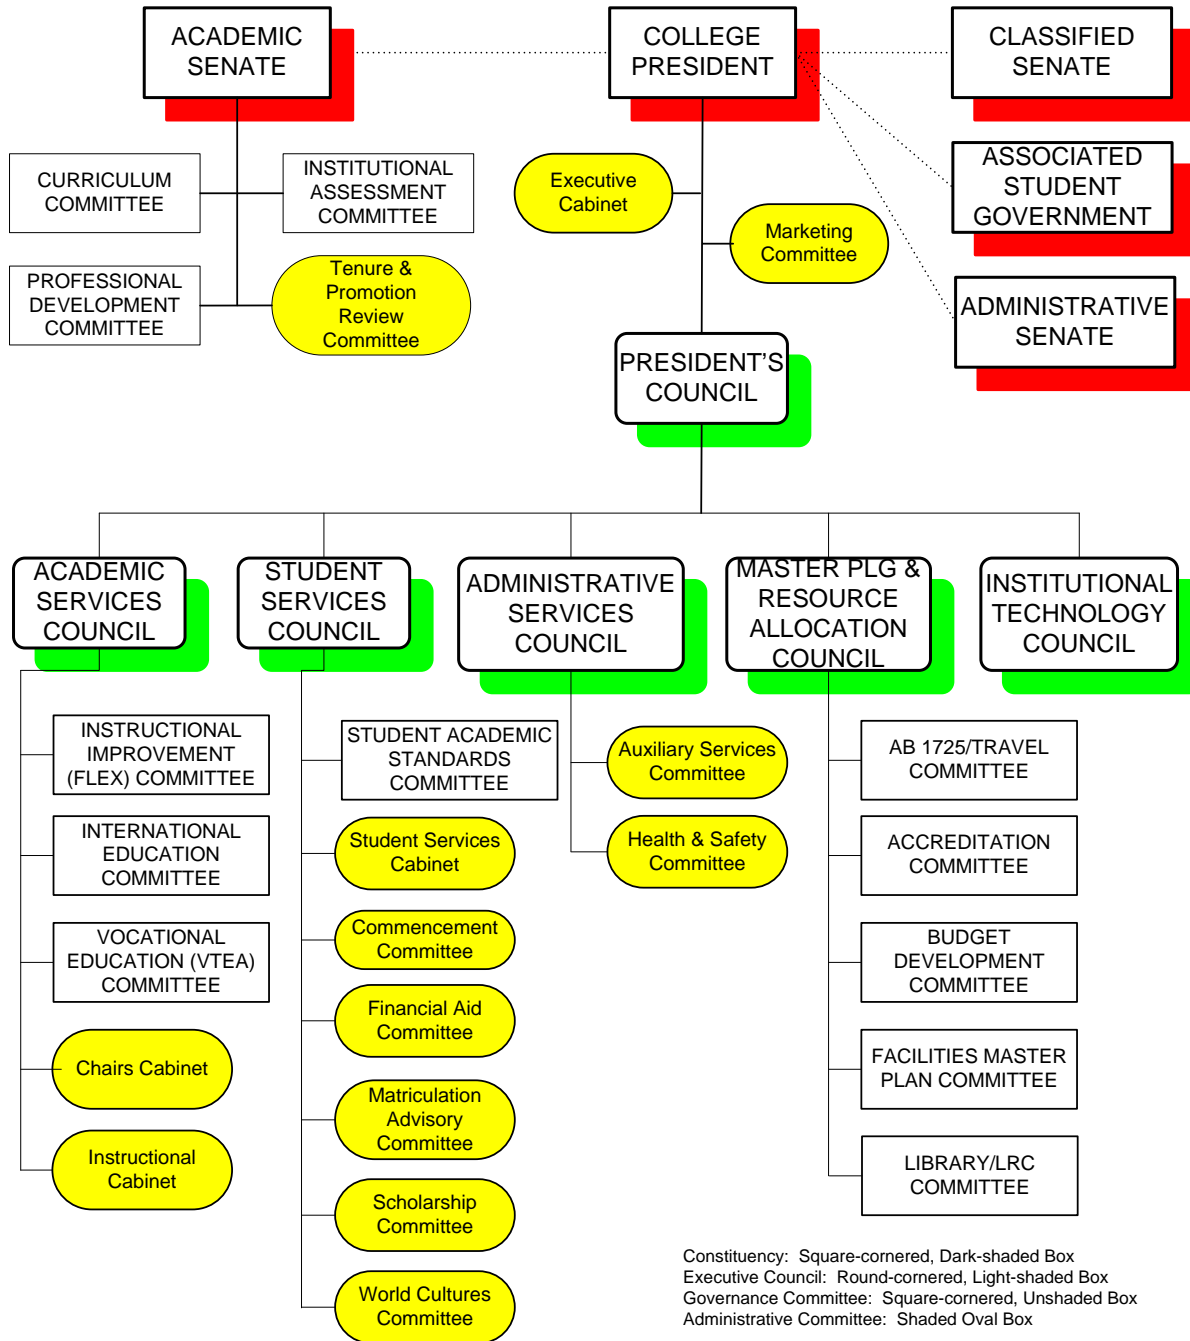 ACADEMIC
SENATE
COLLEGE
PRESIDENT
CLASSIFIED
SENATE
CURRICULUM
COMMITTEE
INSTITUTIONAL
ASSESSMENT
COMMITTEE
Executive
Cabinet
ASSOCIATED
STUDENT
GOVERNMENT
Marketing
Committee
PROFESSIONAL
DEVELOPMENT
COMMITTEE
Tenure &
Promotion
Review
Committee
ADMINISTRATIVE
SENATE
PRESIDENT'S
COUNCIL
ACADEMIC
SERVICES
COUNCIL
STUDENT
SERVICES
COUNCIL
ADMINISTRATIVE
SERVICES
COUNCIL
MASTER PLG &
RESOURCE
ALLOCATION
COUNCIL
INSTITUTIONAL
TECHNOLOGY
COUNCIL
INSTRUCTIONAL
IMPROVEMENT
(FLEX) COMMITTEE
INTERNATIONAL
EDUCATION
COMMITTEE
VOCATIONAL
EDUCATION (VTEA)
COMMITTEE
Chairs Cabinet
Instructional
Cabinet
STUDENT ACADEMIC
STANDARDS
COMMITTEE
Student Services
Cabinet
Commencement
Committee
Financial Aid
Committee
Matriculation
Advisory
Committee
Scholarship
Committee
World Cultures
Committee
Auxiliary Services
Committee
Health & Safety
Committee
AB 1725/TRAVEL
COMMITTEE
ACCREDITATION
COMMITTEE
BUDGET
DEVELOPMENT
COMMITTEE
FACILITIES MASTER
PLAN COMMITTEE
LIBRARY/LRC
COMMITTEE
Constituency: Square-cornered, Dark-shaded Box
Executive Council: Round-cornered, Light-shaded Box
Governance Committee: Square-cornered, Unshaded Box
Administrative Committee: Shaded Oval Box